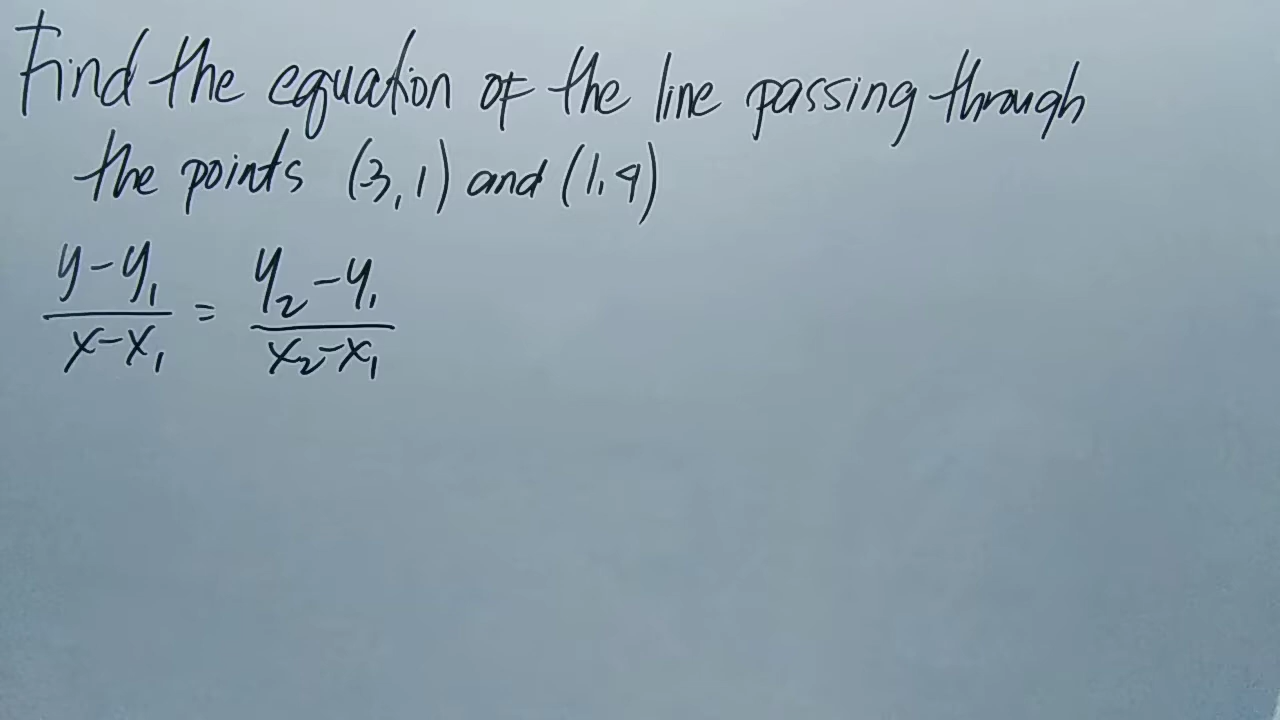 Find the equation of the line passing through
the points (3,1) and (1,4)
y-y₁/x-x₁ = y₂-y₁/x₂-x₁